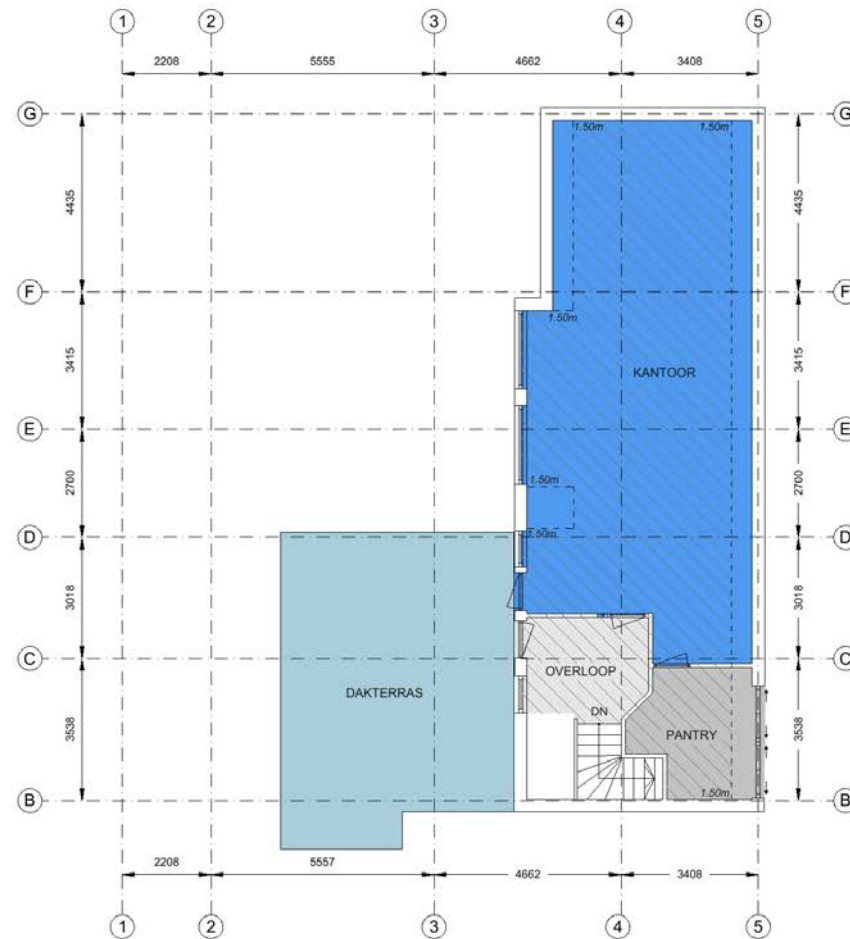 1 2 3 4 5
2208 5555 4662 3408
G G
1.50m 1.50m
4435 4435
F F
1.50m
3415 3415
KANTOOR
E E
2700 2700
1.50m
1.50m
D D
3018 3018
C C
OVERLOOP
DAKTERRAS
DN
PANTRY
3538 3538
1.50m
B B
2208 5557 4662 3408
1 2 3 4 5